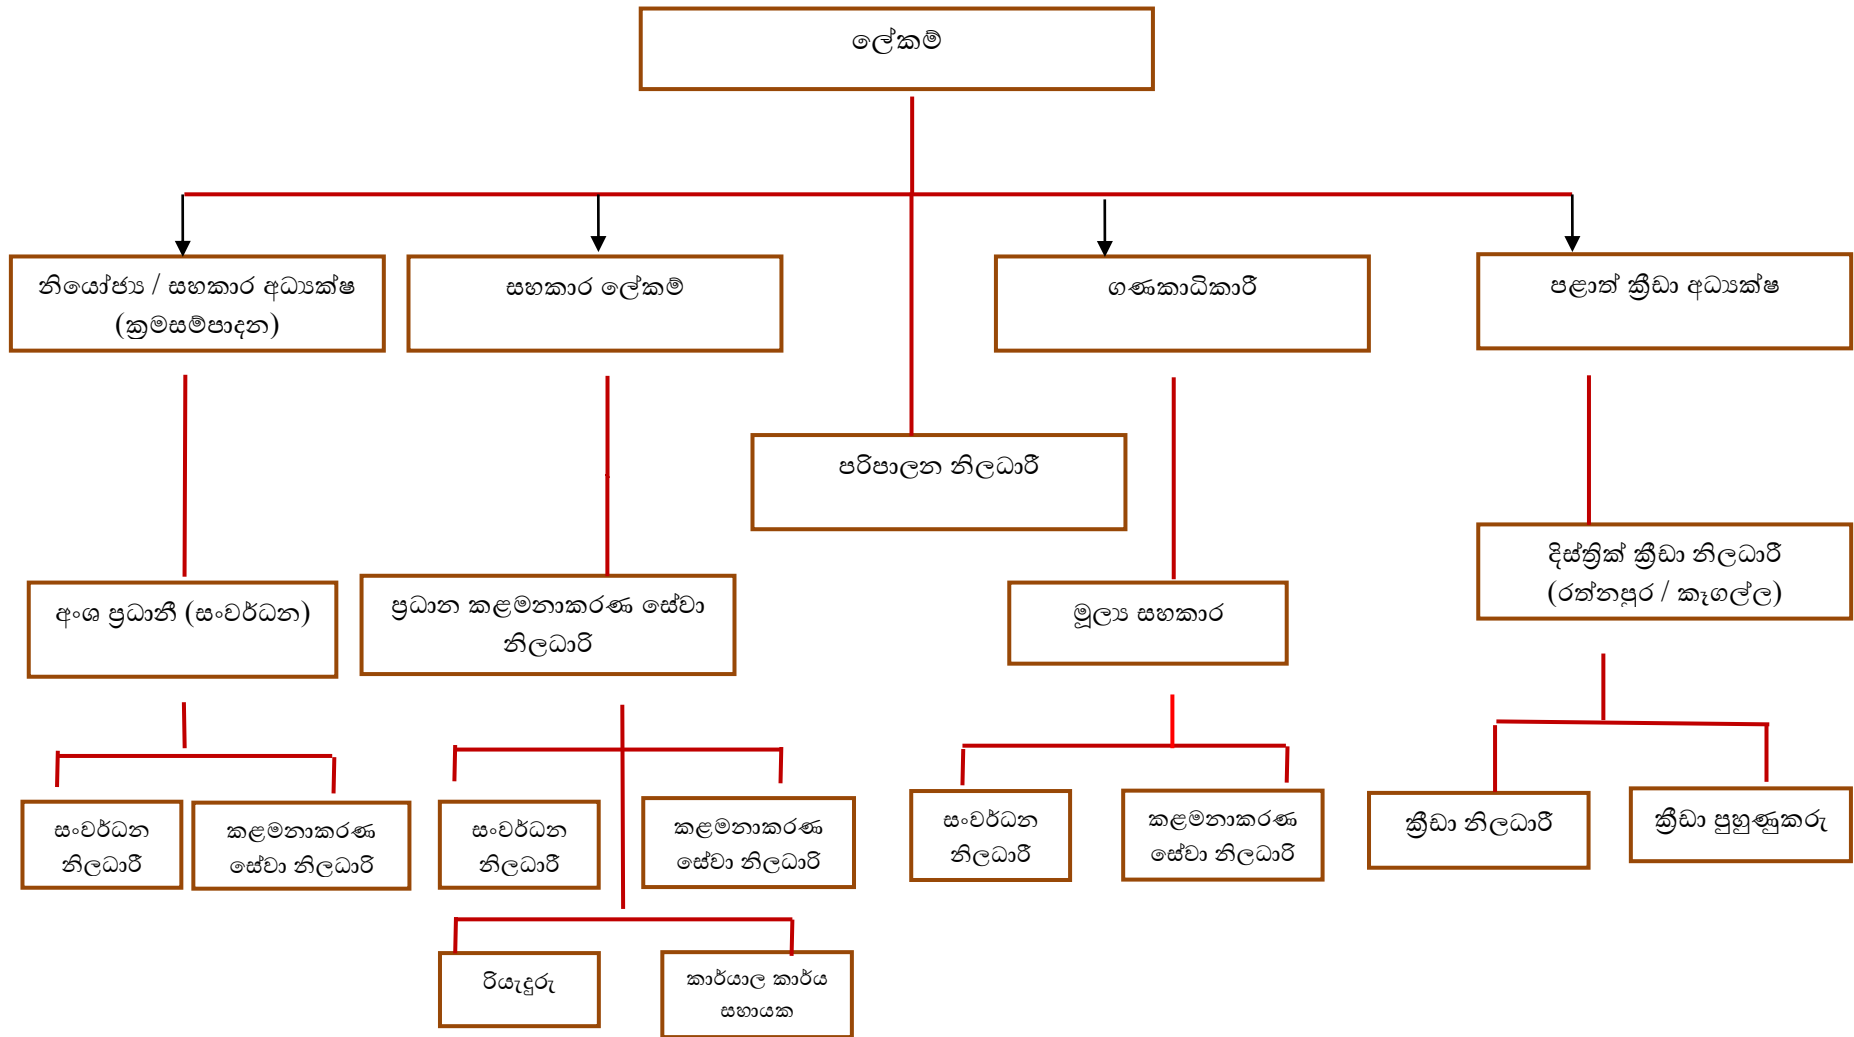 ලේකම්
නියෝජ්‍ය / සහකාර අධ්‍යක්ෂ
(ක්‍රමසම්පාදන)
සහකාර ලේකම්
ගණකාධිකාරී
පළාත් ක්‍රීඩා අධ්‍යක්ෂ
පරිපාලන නිලධාරී
අංශ ප්‍රධානී (සංවර්ධන)
ප්‍රධාන කළමනාකරණ සේවා
නිලධාරි
මූල්‍ය සහකාර
දිස්ත්‍රික් ක්‍රීඩා නිලධාරී
(රත්නපුර / කෑගල්ල)
සංවර්ධන
නිලධාරී
කළමනාකරණ
සේවා නිලධාරි
සංවර්ධන
නිලධාරී
කළමනාකරණ
සේවා නිලධාරි
සංවර්ධන
නිලධාරී
කළමනාකරණ
සේවා නිලධාරි
ක්‍රීඩා නිලධාරී
ක්‍රීඩා පුහුණුකරු
රියැදුරු
කාර්යාල කාර්ය
සහායක